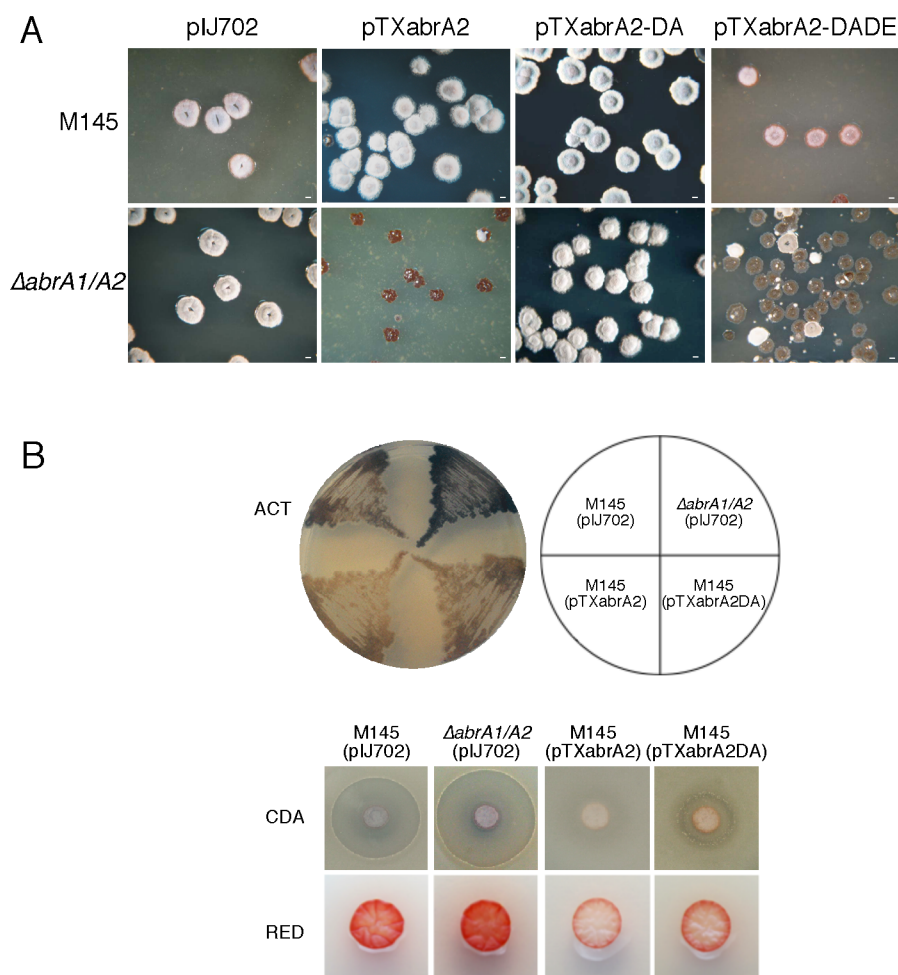 A
pIJ702 pTXabrA2 pTXabrA2-DA pTXabrA2-DADE
M145
ΔabrA1/A2
B
ACT
M145 ΔabrA1/A2
(pIJ702) (pIJ702)
M145 M145
(pTXabrA2) (pTXabrA2DA)
M145 ΔabrA1/A2 M145 M145
(pIJ702) (pIJ702) (pTXabrA2) (pTXabrA2DA)
CDA
RED